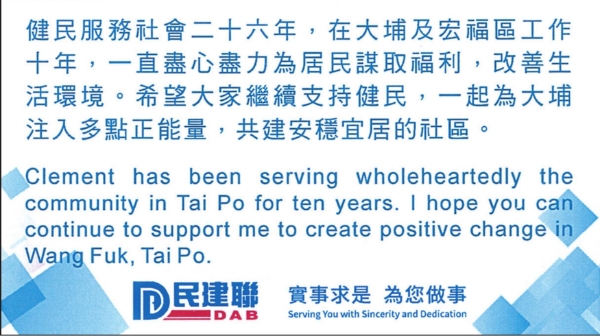 健民服務社會二十六年，在大埔及宏福區工作
十年，一直盡心盡力為居民謀取福利，改善生
活環境。希望大家繼續支持健民，一起為大埔
注入多點正能量，共建安穩宜居的社區。
Clement has been serving wholeheartedly the
community in Tai Po for ten years. I hope you can
continue to support me to create positive change in
Wang Fuk, Tai Po.
民建聯 實事求是 為您做事
DAB Serving You with Sincerity and Dedication